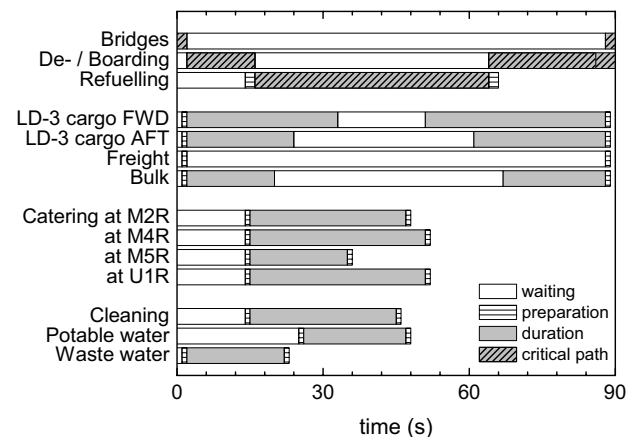 Bridges
De- / Boarding
Refuelling
LD-3 cargo FWD
LD-3 cargo AFT
Freight
Bulk
Catering at M2R
at M4R
at M5R
at U1R
Cleaning
Potable water
Waste water
waiting
preparation
duration
critical path
0 30 60 90
time (s)